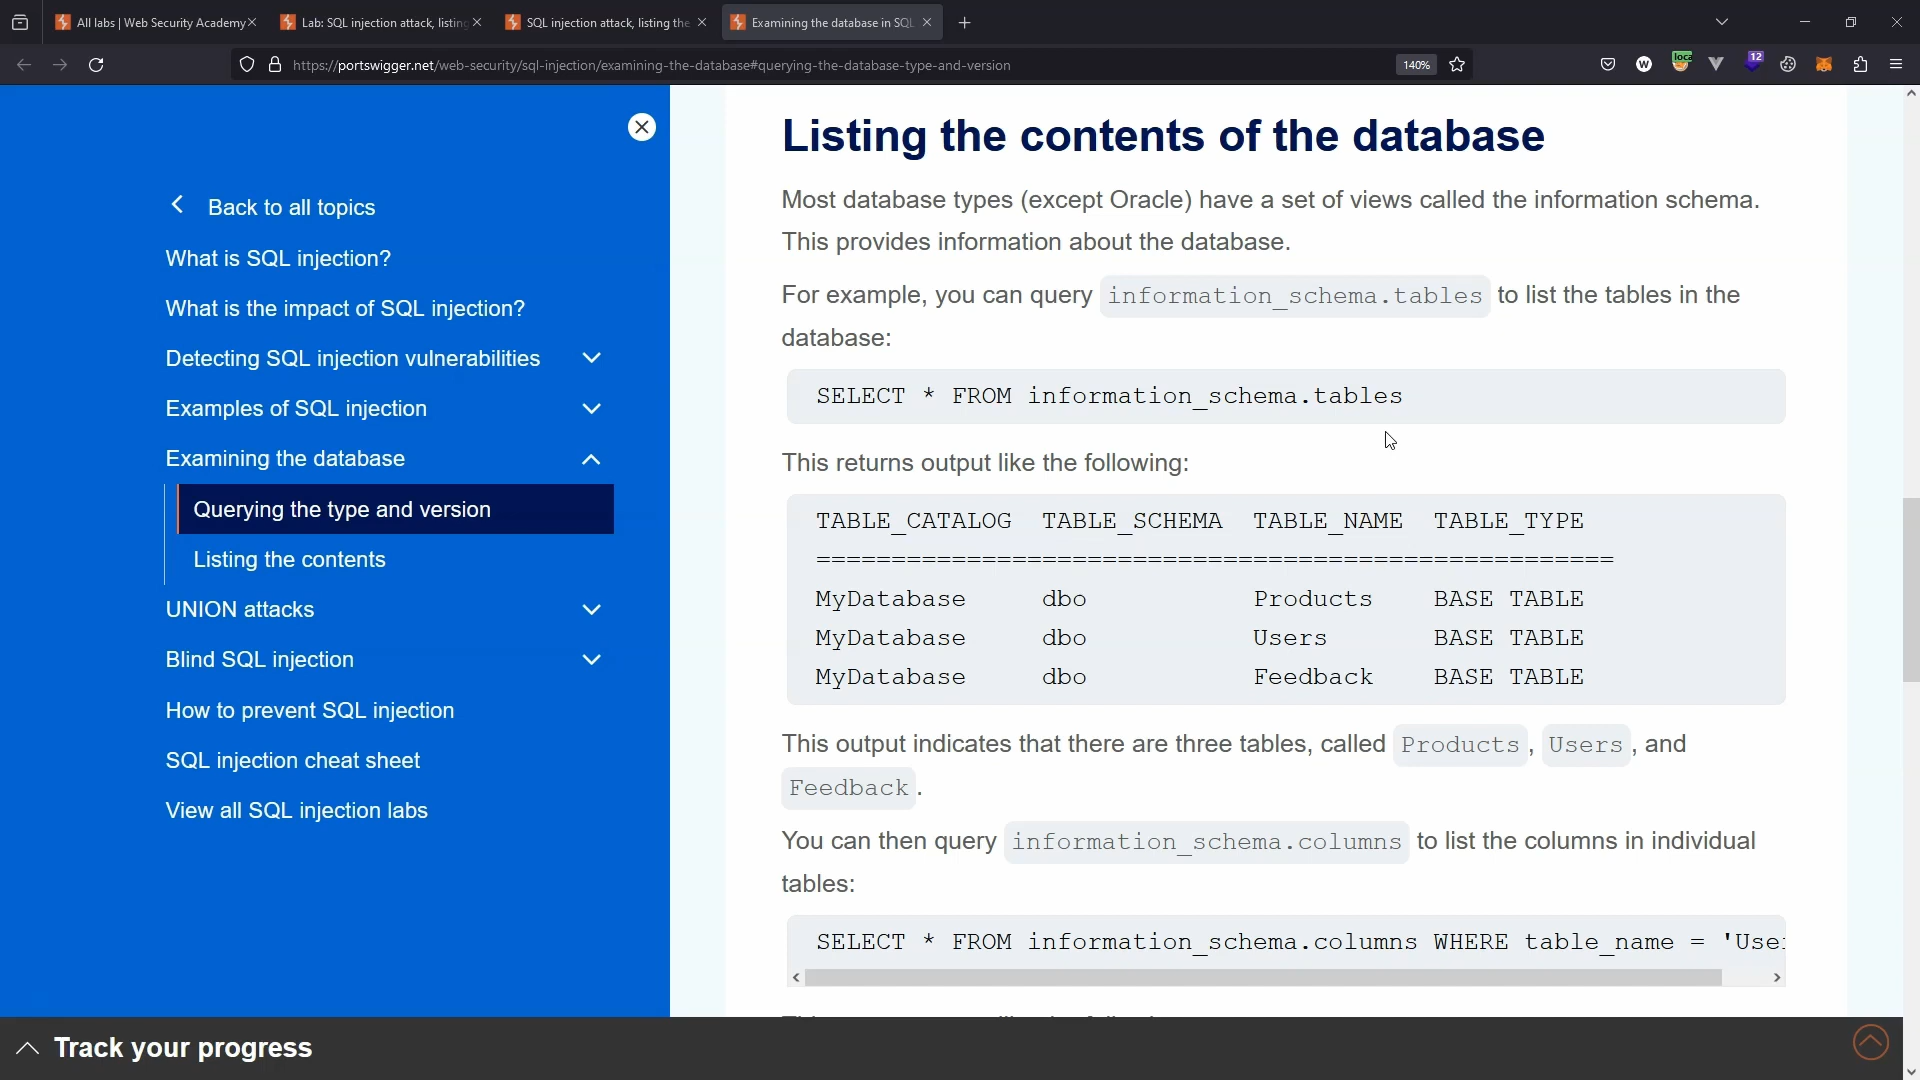 All labs | Web Security Academy
Lab: SQL injection attack, listing
SQL injection attack, listing the
Examining the database in SQL
https://portswigger.net/web-security/sql-injection/examining-the-database#querying-the-database-type-and-version
140%
W
loca
12
Back to all topics
What is SQL injection?
What is the impact of SQL injection?
Detecting SQL injection vulnerabilities
Examples of SQL injection
Examining the database
Querying the type and version
Listing the contents
UNION attacks
Blind SQL injection
How to prevent SQL injection
SQL injection cheat sheet
View all SQL injection labs
Listing the contents of the database
Most database types (except Oracle) have a set of views called the information schema.
This provides information about the database.
For example, you can query information_schema.tables to list the tables in the
database:
SELECT * FROM information_schema.tables
This returns output like the following:
TABLE_CATALOG TABLE_SCHEMA TABLE_NAME TABLE_TYPE
=====================================================
MyDatabase dbo Products BASE TABLE
MyDatabase dbo Users BASE TABLE
MyDatabase dbo Feedback BASE TABLE
This output indicates that there are three tables, called Products, Users, and
Feedback.
You can then query information_schema.columns to list the columns in individual
tables:
SELECT * FROM information_schema.columns WHERE table_name = 'User
Track your progress